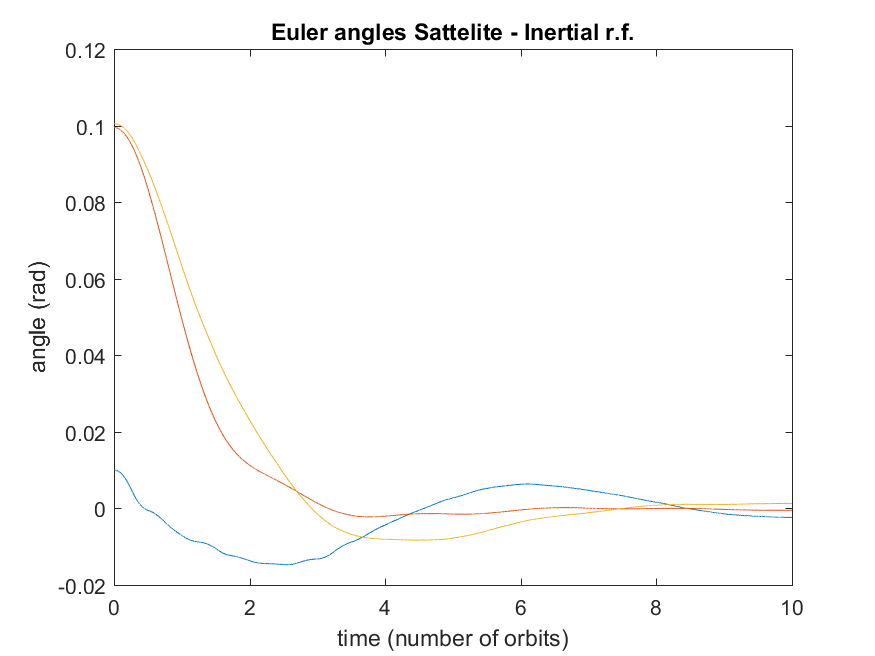 Euler angles Sattelite - Inertial r.f.
0.12
0.1
0.08
0.06
0.04
0.02
0
-0.02
angle (rad)
0 2 4 6 8 10
time (number of orbits)